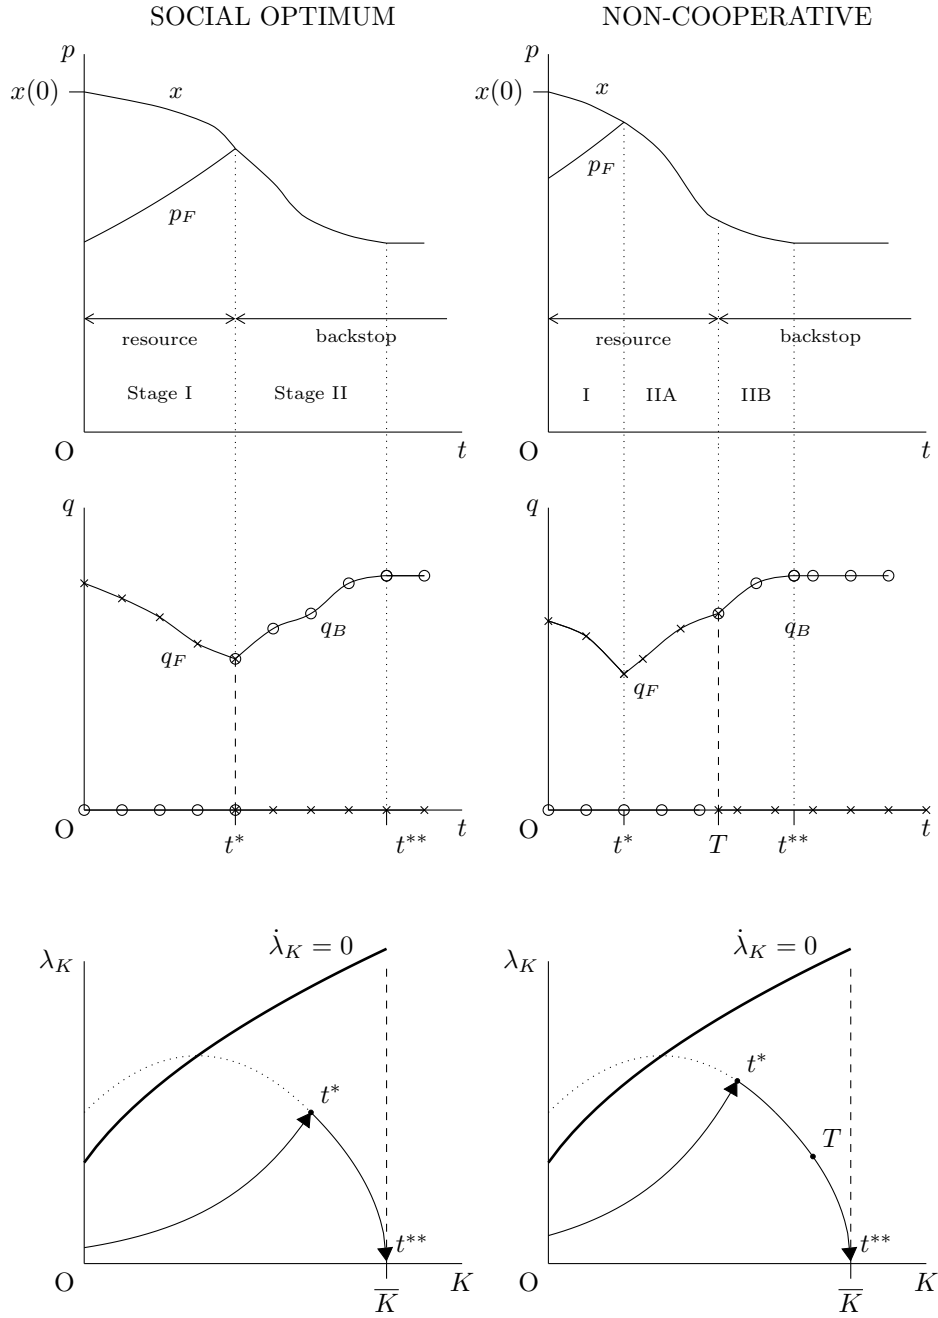 SOCIAL OPTIMUM
p
x(0)
x
p_F
resource
backstop
Stage I
Stage II
O
t
q
q_F
q_B
O
t
t*
t**
λ_K
λ̇_K = 0
t*
t**
O
K̅
K
NON-COOPERATIVE
p
x(0)
x
p_F
resource
backstop
I
IIA
IIB
O
t
q
q_F
q_B
O
t
t*
T
t**
λ_K
λ̇_K = 0
t*
T
t**
O
K̅
K